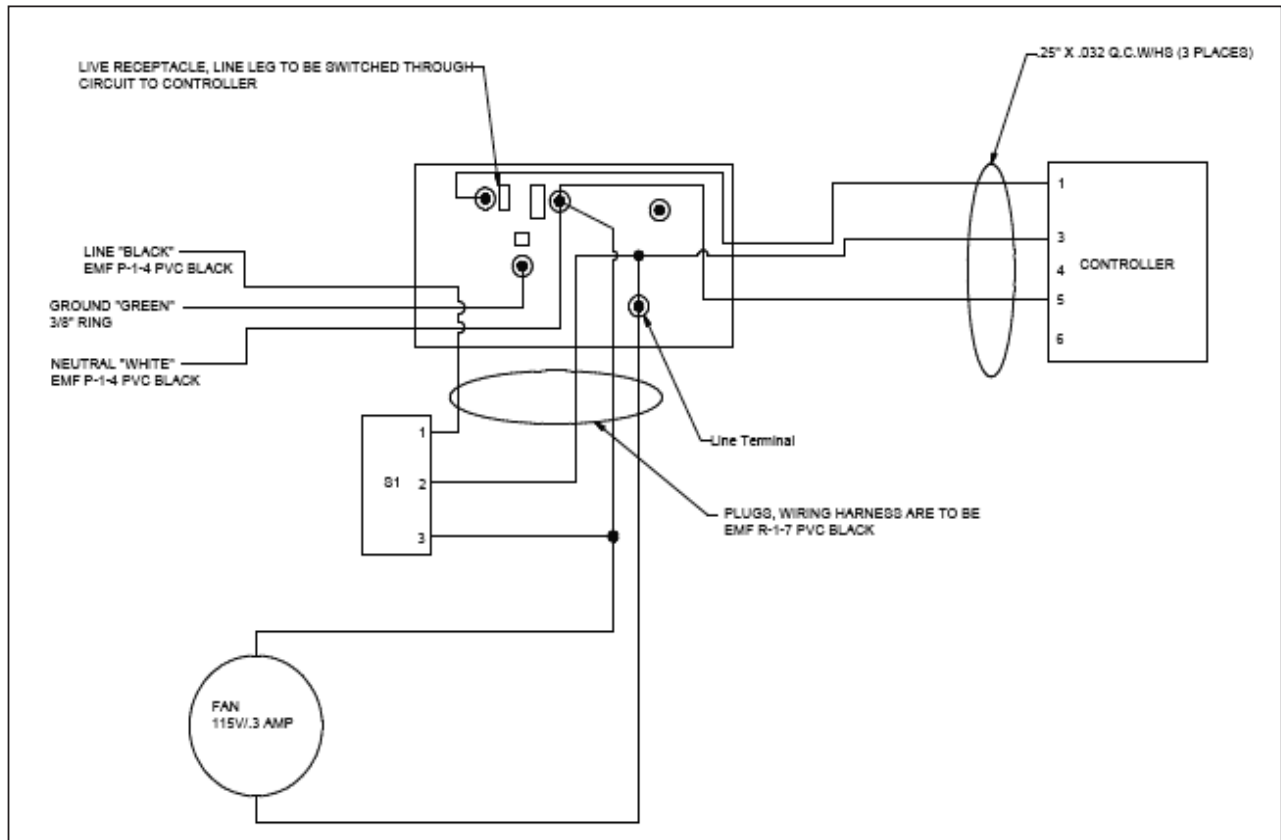 LIVE RECEPTACLE, LINE LEG TO BE SWITCHED THROUGH
CIRCUIT TO CONTROLLER
.25" X .032 Q.C.W/HS (3 PLACES)
1
3
4
5
6
CONTROLLER
LINE "BLACK"
EMF P-1-4 PVC BLACK
GROUND "GREEN"
3/8" RING
NEUTRAL "WHITE"
EMF P-1-4 PVC BLACK
S1
1
2
3
Line Terminal
PLUGS, WIRING HARNESS ARE TO BE
EMF R-1-7 PVC BLACK
FAN
115V/.3 AMP